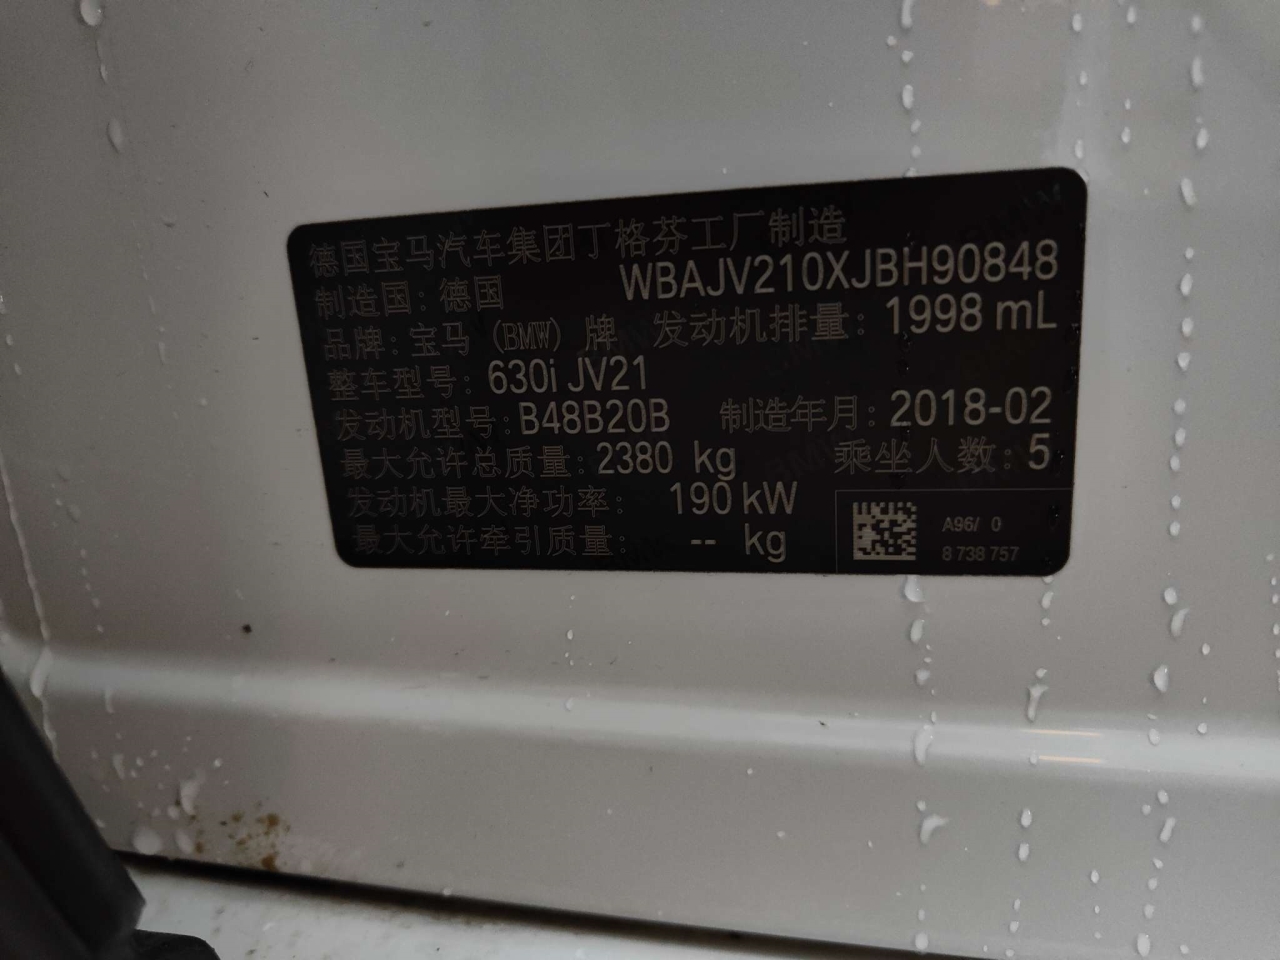 德国宝马汽车集团丁格芬工厂制造
制造国：德国 WBAJV210XJBH90848
品牌：宝马 (BMW) 牌 发动机排量：1998 mL
整车型号：630i JV21
发动机型号：B48B20B 制造年月：2018-02
最大允许总质量：2380 kg 乘坐人数：5
发动机最大净功率： 190 kW
最大允许牵引质量： -- kg
A96/ 0
8 738 757